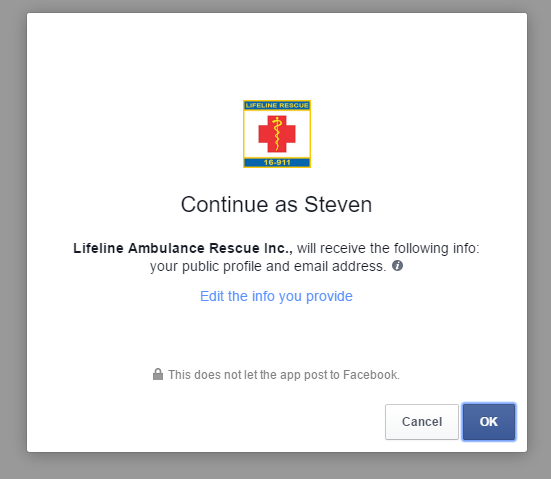 LIFELINE RESCUE
16-911
Continue as Steven
Lifeline Ambulance Rescue Inc., will receive the following info:
your public profile and email address. i
Edit the info you provide
This does not let the app post to Facebook.
Cancel OK